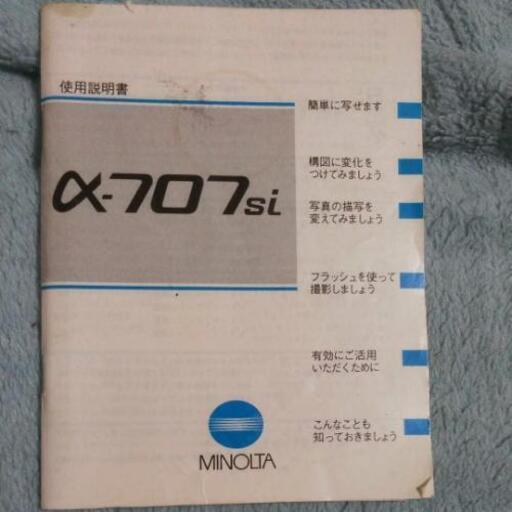 使用説明書
α-707si
簡単に写せます
構図に変化を
つけてみましょう
写真の描写を
変えてみましょう
フラッシュを使って
撮影しましょう
有効にご活用
いただくために
こんなことも
知っておきましょう
MINOLTA